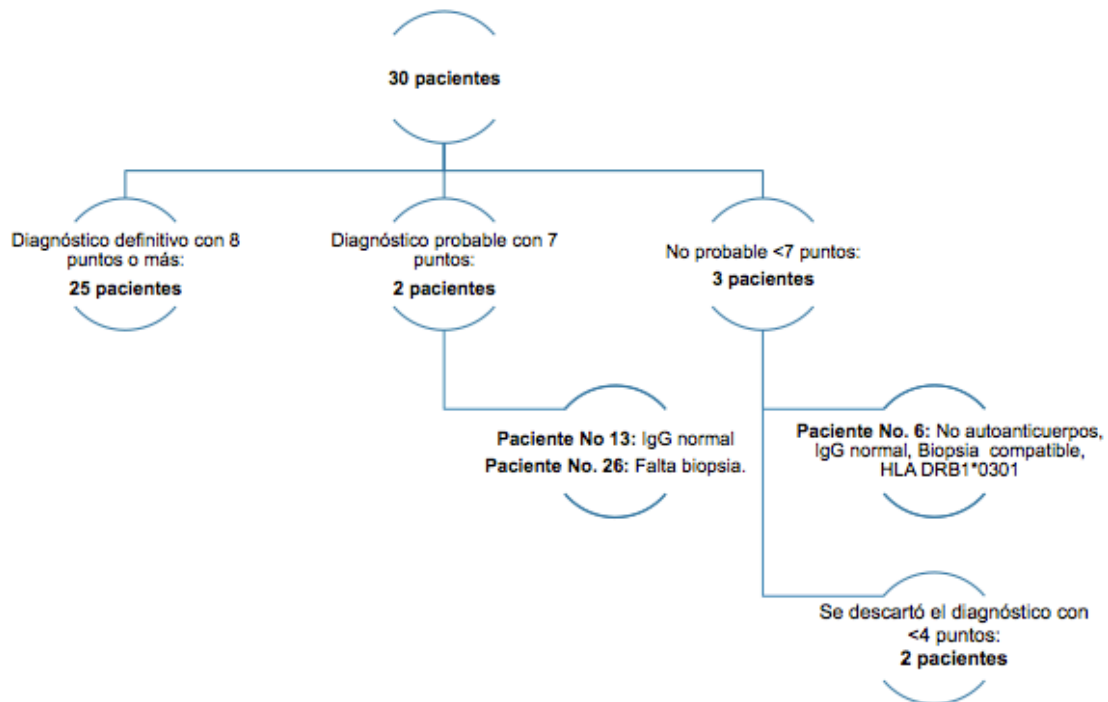 30 pacientes
Diagnóstico definitivo con 8
puntos o más:
25 pacientes
Diagnóstico probable con 7
puntos:
2 pacientes
No probable <7 puntos:
3 pacientes
Paciente No 13: IgG normal
Paciente No. 26: Falta biopsia.
Paciente No. 6: No autoanticuerpos,
IgG normal, Biopsia compatible,
HLA DRB1*0301
Se descartó el diagnóstico con
<4 puntos:
2 pacientes